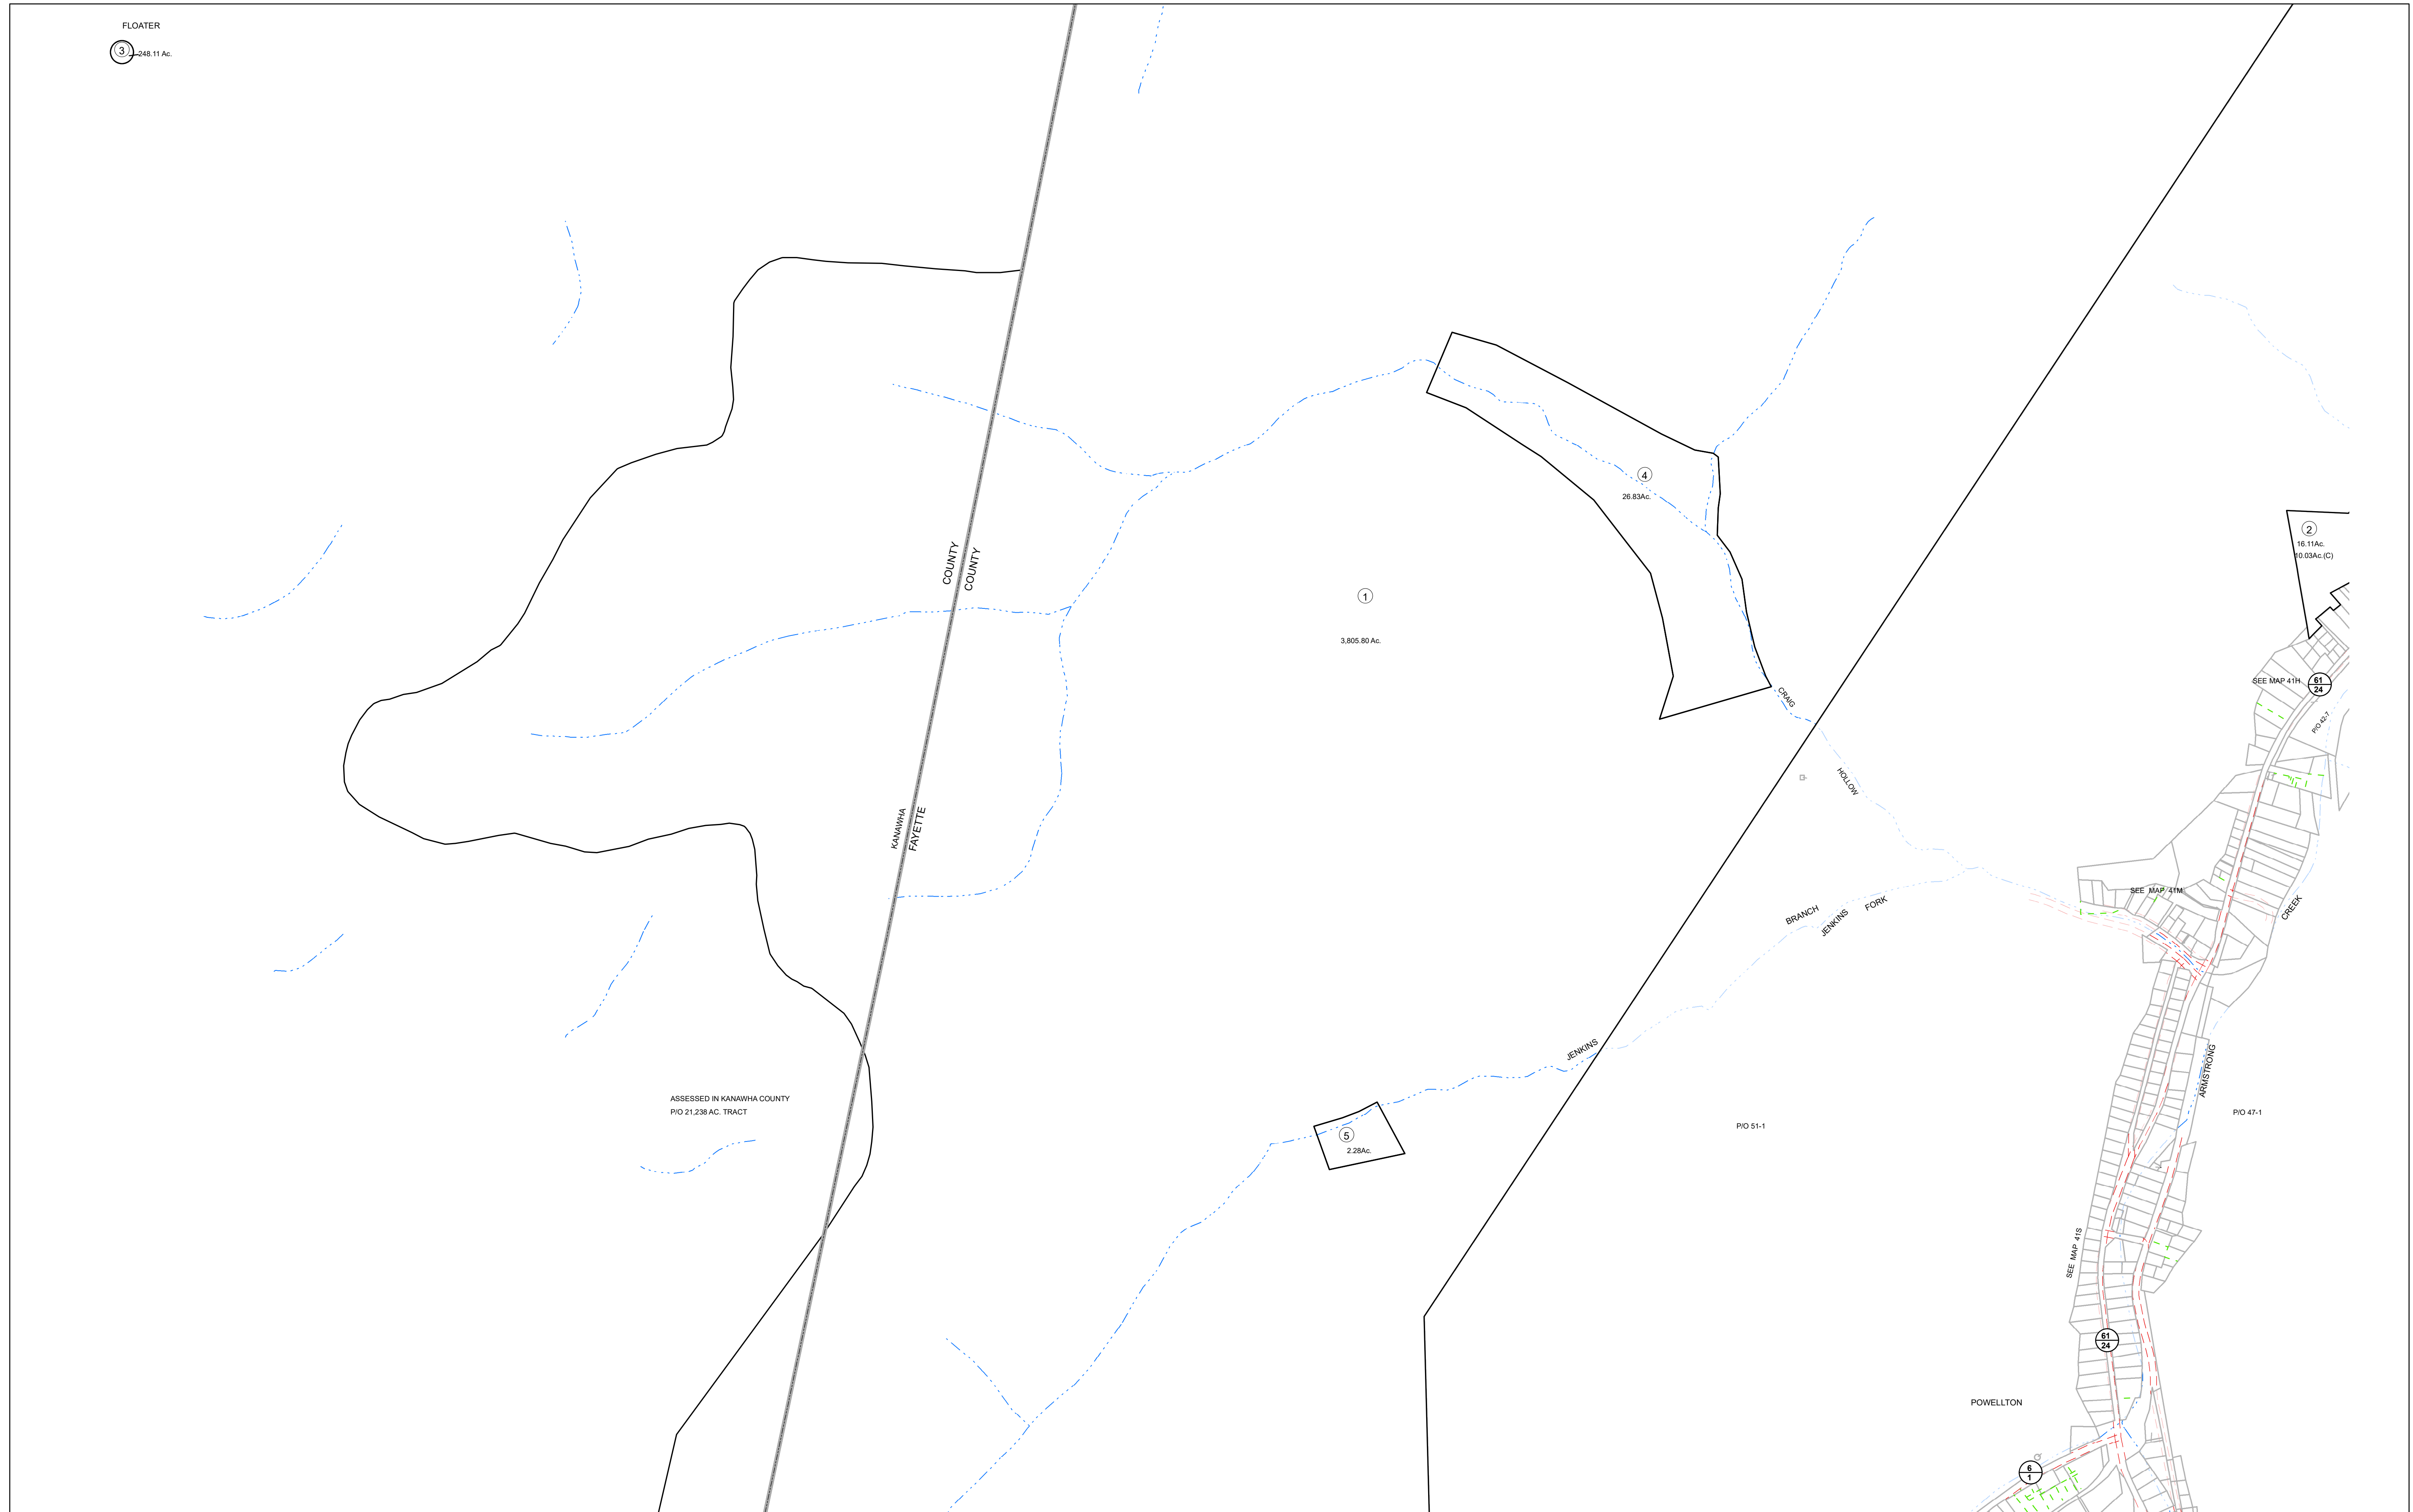 FLOATER
3
248.11 Ac.
COUNTY
COUNTY
4
26.83Ac.
2
16.11Ac.
10.03Ac.(C)
1
3,805.80 Ac.
SEE MAP 41H
61
24
CRAIG
P/O 42-7
HOLLOW
KANAWHA
FAYETTE
SEE MAP 41M
BRANCH
JENKINS
FORK
CREEK
JENKINS
ARMSTRONG
ASSESSED IN KANAWHA COUNTY
P/O 21,238 AC. TRACT
P/O 47-1
P/O 51-1
5
2.28Ac.
SEE MAP 41S
61
24
POWELLTON
6
1